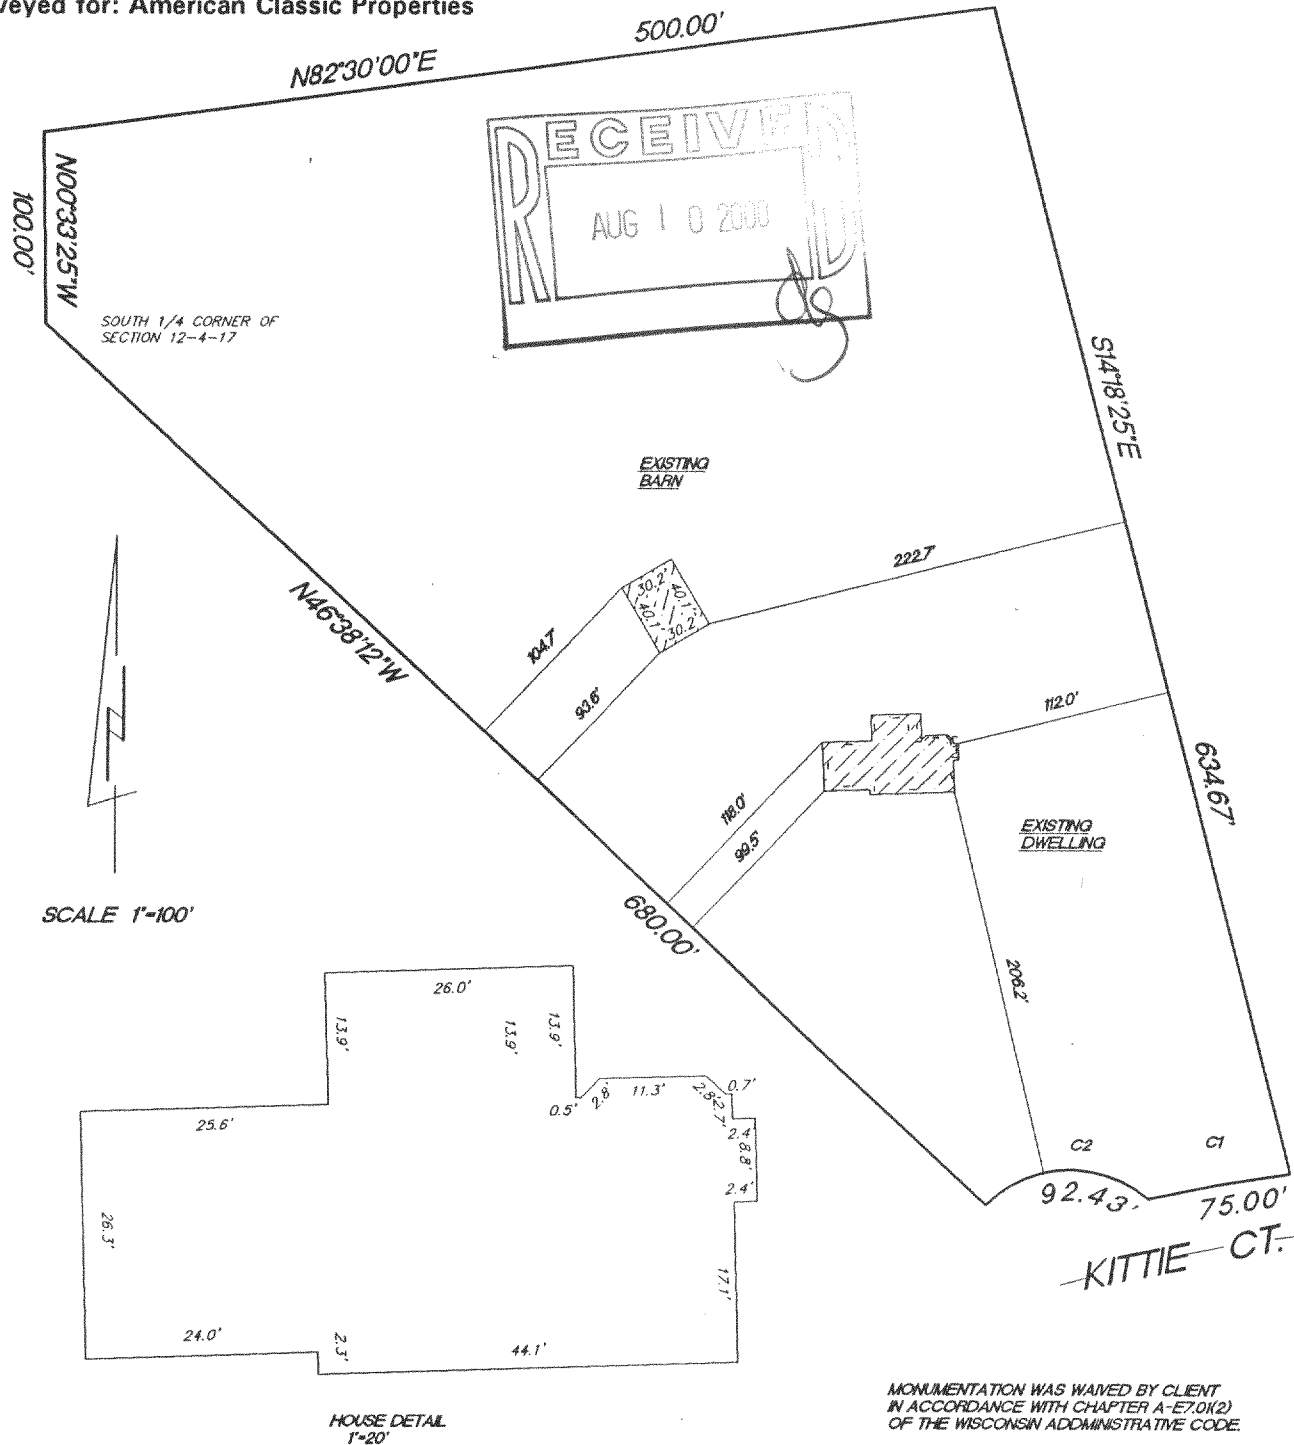 veyed for: American Classic Properties
N82°30'00"E
500.00'
RECEIVED
AUG 10 2000
N00°33'25"W
100.00'
SOUTH 1/4 CORNER OF
SECTION 12-4-17
S14°18'25"E
EXISTING
BARN
222.7'
30.2'
40.1'
40.1'
30.2'
104.7'
93.6'
N46°38'12"W
112.0'
118.0'
99.5'
634.67'
EXISTING
DWELLING
SCALE 1"=100'
680.00'
206.2'
26.0'
13.9'
13.9'
13.9'
25.6'
0.5'
2.8'
11.3'
2.8'
0.7'
2.7'
2.4'
8.8'
2.4'
26.3'
17.1'
24.0'
2.3'
44.1'
C2
C1
92.43'
75.00'
KITTIE CT.
HOUSE DETAIL
1"=20'
MONUMENTATION WAS WAIVED BY CLIENT
IN ACCORDANCE WITH CHAPTER A-E7.01(2)
OF THE WISCONSIN ADDMINISTRATIVE CODE.